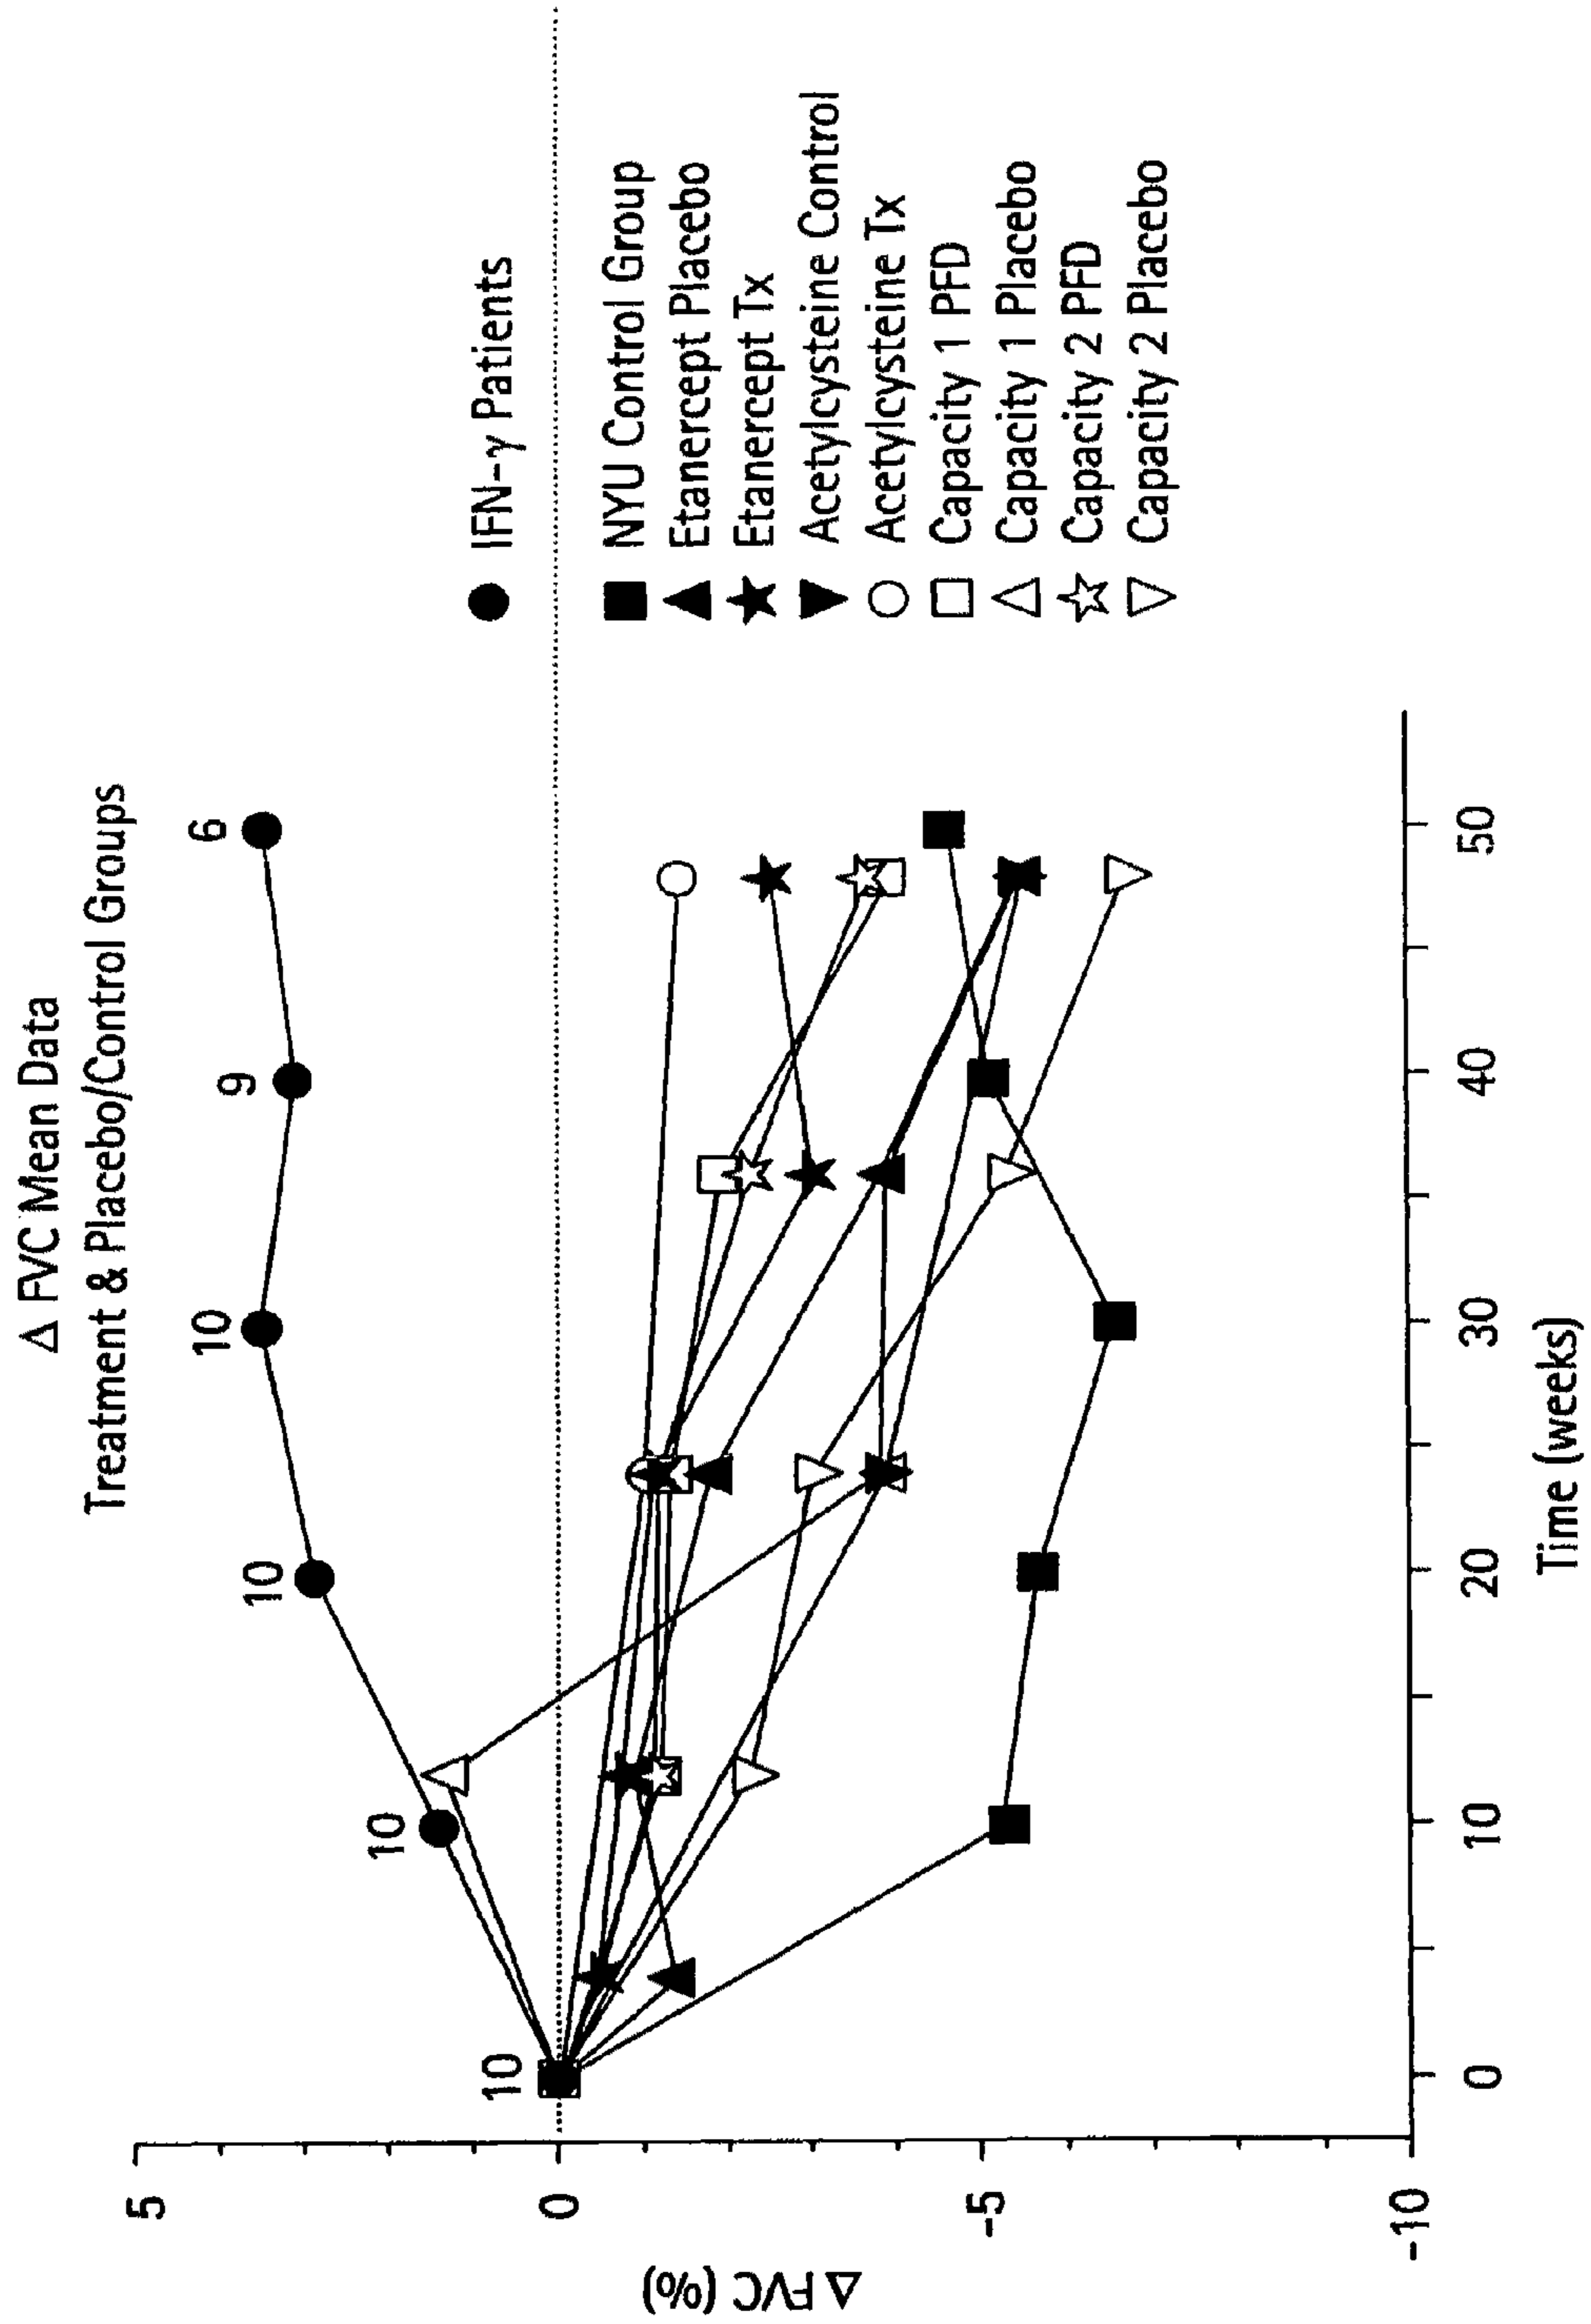 Δ FVC Mean Data
Treatment & Placebo/Control Groups
5
0
-5
-10
Δ FVC (%)
10
10
10
10
9
6
0
10
20
30
40
50
Time (weeks)
IFN-γ Patients
NYU Control Group
Etanercept Placebo
Etanercept Tx
Acetylcysteine Control
Acetylcysteine Tx
Capacity 1 PFD
Capacity 1 Placebo
Capacity 2 PFD
Capacity 2 Placebo